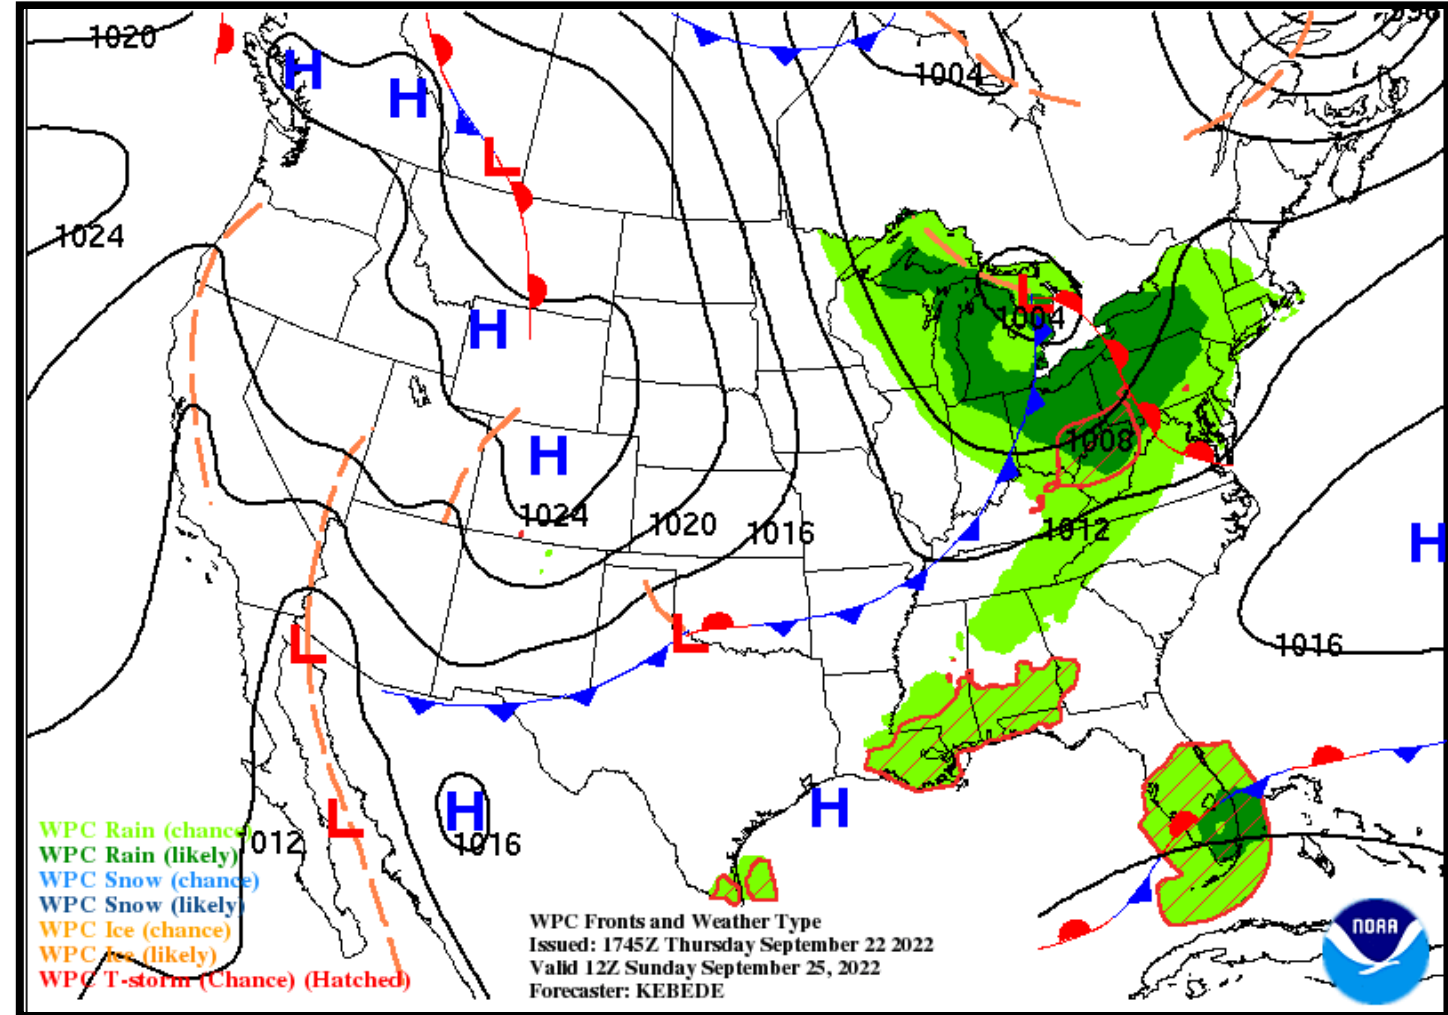 1020
H
H
1004
L
1024
L
1004
H
1008
H
1024
1020
1016
1012
H
L
L
1016
H
H
L
1016
012
WPC Rain (chance)
WPC Rain (likely)
WPC Snow (chance)
WPC Snow (likely)
WPC Ice (chance)
WPC Ice (likely)
WPC T-storm (Chance) (Hatched)
WPC Fronts and Weather Type
Issued: 1745Z Thursday September 22 2022
Valid 12Z Sunday September 25, 2022
Forecaster: KEBEDE
NOAA